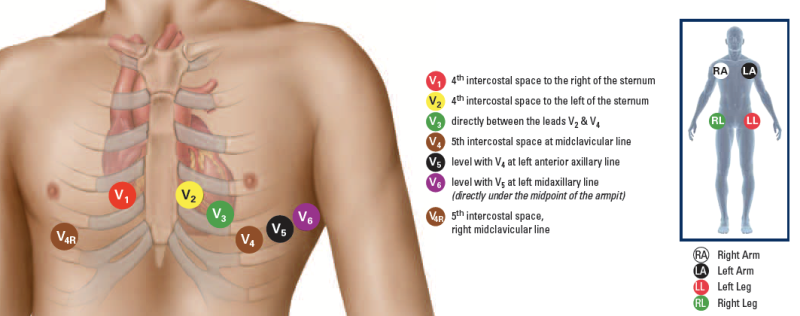 V1
V2
V3
V4R
V4
V5
V6
V1 4th intercostal space to the right of the sternum
V2 4th intercostal space to the left of the sternum
V3 directly between the leads V2 & V4
V4 5th intercostal space at midclavicular line
V5 level with V4 at left anterior axillary line
V6 level with V5 at left midaxillary line
(directly under the midpoint of the armpit)
V4R 5th intercostal space,
right midclavicular line
RA LA
RL LL
RA Right Arm
LA Left Arm
LL Left Leg
RL Right Leg